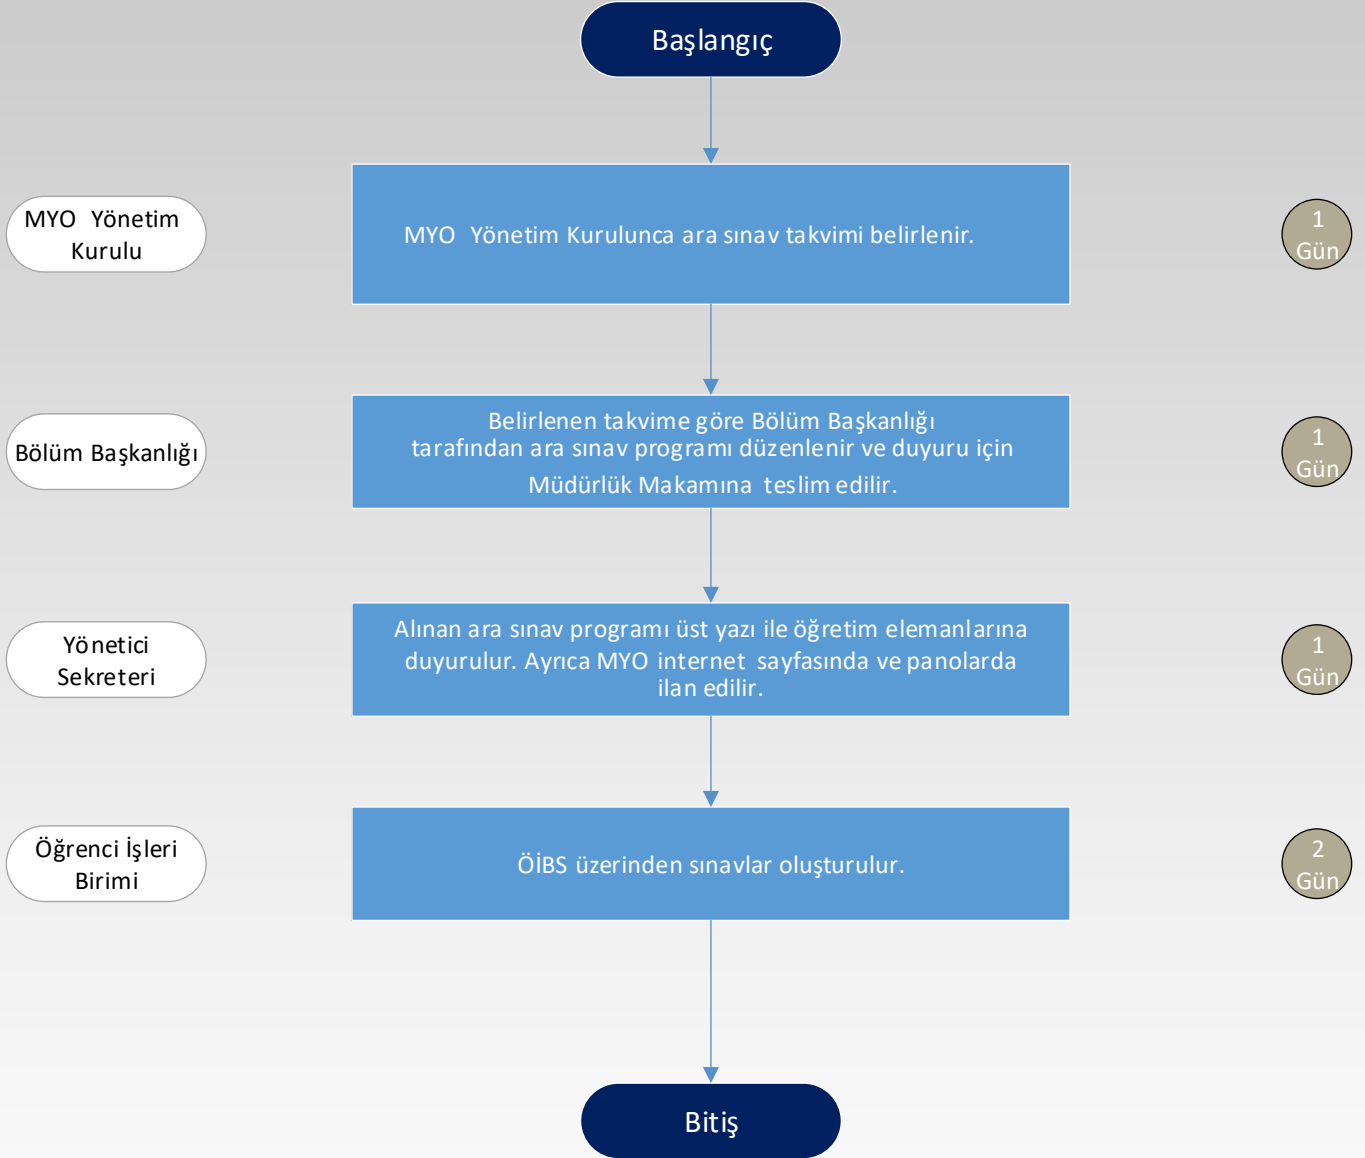 Başlangıç
MYO Yönetim
Kurulu
MYO Yönetim Kurulunca ara sınav takvimi belirlenir.
1
Gün
Bölüm Başkanlığı
Belirlenen takvime göre Bölüm Başkanlığı
tarafından ara sınav programı düzenlenir ve duyuru için
Müdürlük Makamına teslim edilir.
1
Gün
Yönetici
Sekreteri
Alınan ara sınav programı üst yazı ile öğretim elemanlarına
duyurulur. Ayrıca MYO internet sayfasında ve panolarda
ilan edilir.
1
Gün
Öğrenci İşleri
Birimi
ÖİBS üzerinden sınavlar oluşturulur.
2
Gün
Bitiş